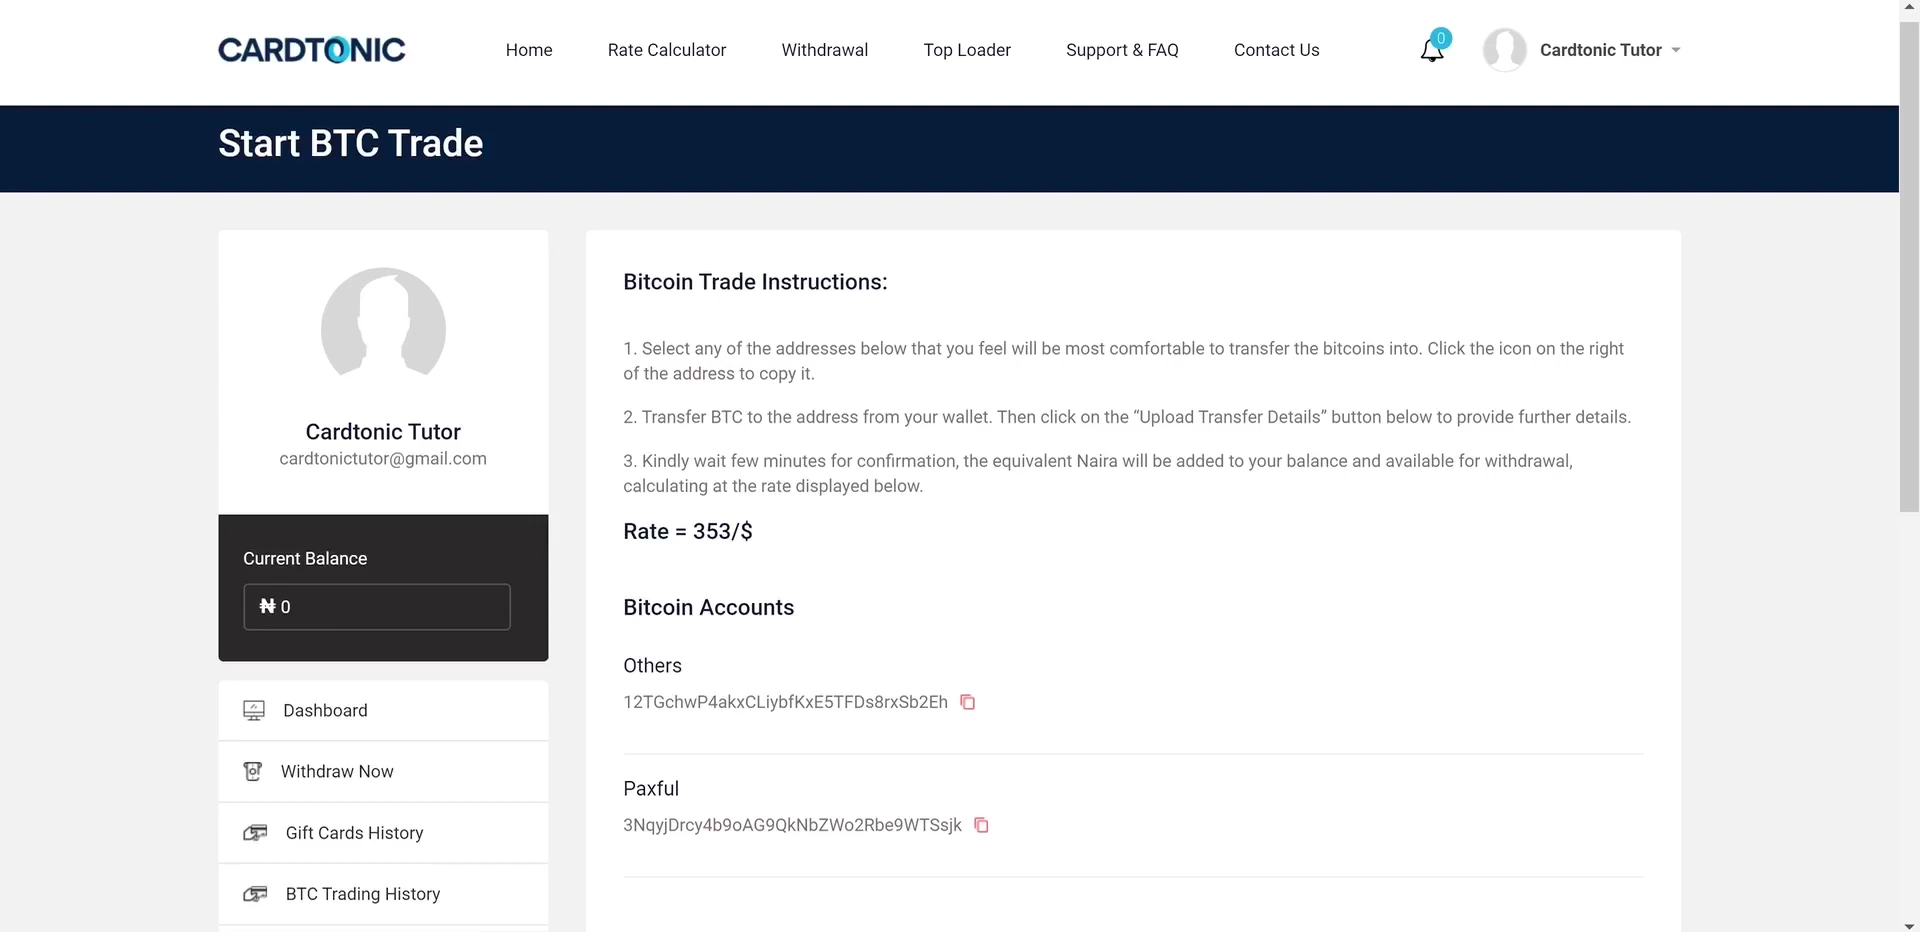 CARDTONIC
Home
Rate Calculator
Withdrawal
Top Loader
Support & FAQ
Contact Us
0
Cardtonic Tutor
Start BTC Trade
Cardtonic Tutor
cardtonictutor@gmail.com
Current Balance
₦ 0
Dashboard
Withdraw Now
Gift Cards History
BTC Trading History
Bitcoin Trade Instructions:
1. Select any of the addresses below that you feel will be most comfortable to transfer the bitcoins into. Click the icon on the right
of the address to copy it.
2. Transfer BTC to the address from your wallet. Then click on the “Upload Transfer Details” button below to provide further details.
3. Kindly wait few minutes for confirmation, the equivalent Naira will be added to your balance and available for withdrawal,
calculating at the rate displayed below.
Rate = 353/$
Bitcoin Accounts
Others
12TGchwP4akxCLiybfKxE5TFDs8rxSb2Eh
Paxful
3NqyjDrcy4b9oAG9QkNbZWo2Rbe9WTSsjk